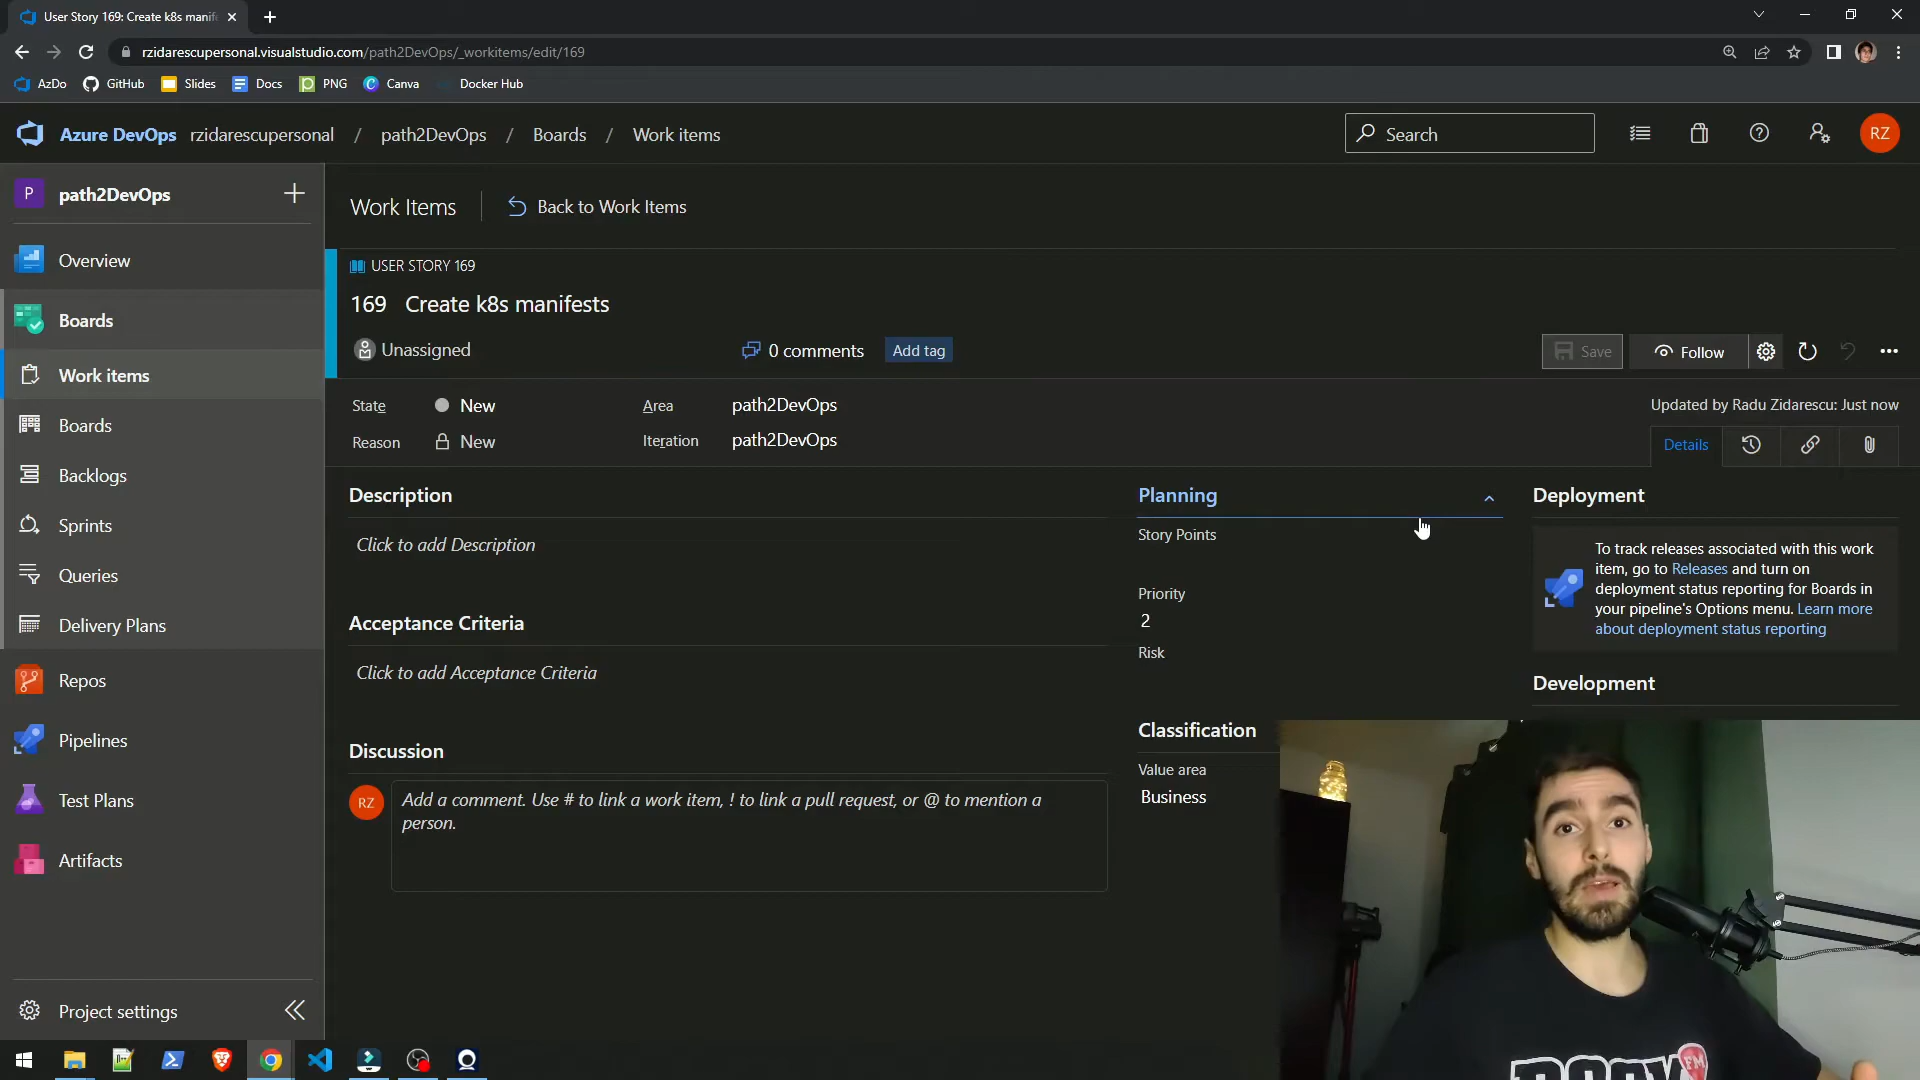 User Story 169: Create k8s manif
rzidarescupersonal.visualstudio.com/path2DevOps/_workitems/edit/169
AzDo GitHub Slides Docs PNG Canva Docker Hub
Azure DevOps rzidarescupersonal / path2DevOps / Boards / Work items
Search
RZ
P path2DevOps
Overview
Boards
Work items
Boards
Backlogs
Sprints
Queries
Delivery Plans
Repos
Pipelines
Test Plans
Artifacts
Project settings
Work Items Back to Work Items
USER STORY 169
169 Create k8s manifests
Unassigned 0 comments Add tag
Save Follow
State New Area path2DevOps
Reason New Iteration path2DevOps
Updated by Radu Zidarescu: Just now
Details
Description
Click to add Description
Acceptance Criteria
Click to add Acceptance Criteria
Discussion
RZ
Add a comment. Use # to link a work item, ! to link a pull request, or @ to mention a
person.
Planning
Story Points
Priority
2
Risk
Classification
Value area
Business
Deployment
To track releases associated with this work
item, go to Releases and turn on
deployment status reporting for Boards in
your pipeline's Options menu. Learn more
about deployment status reporting
Development
FM